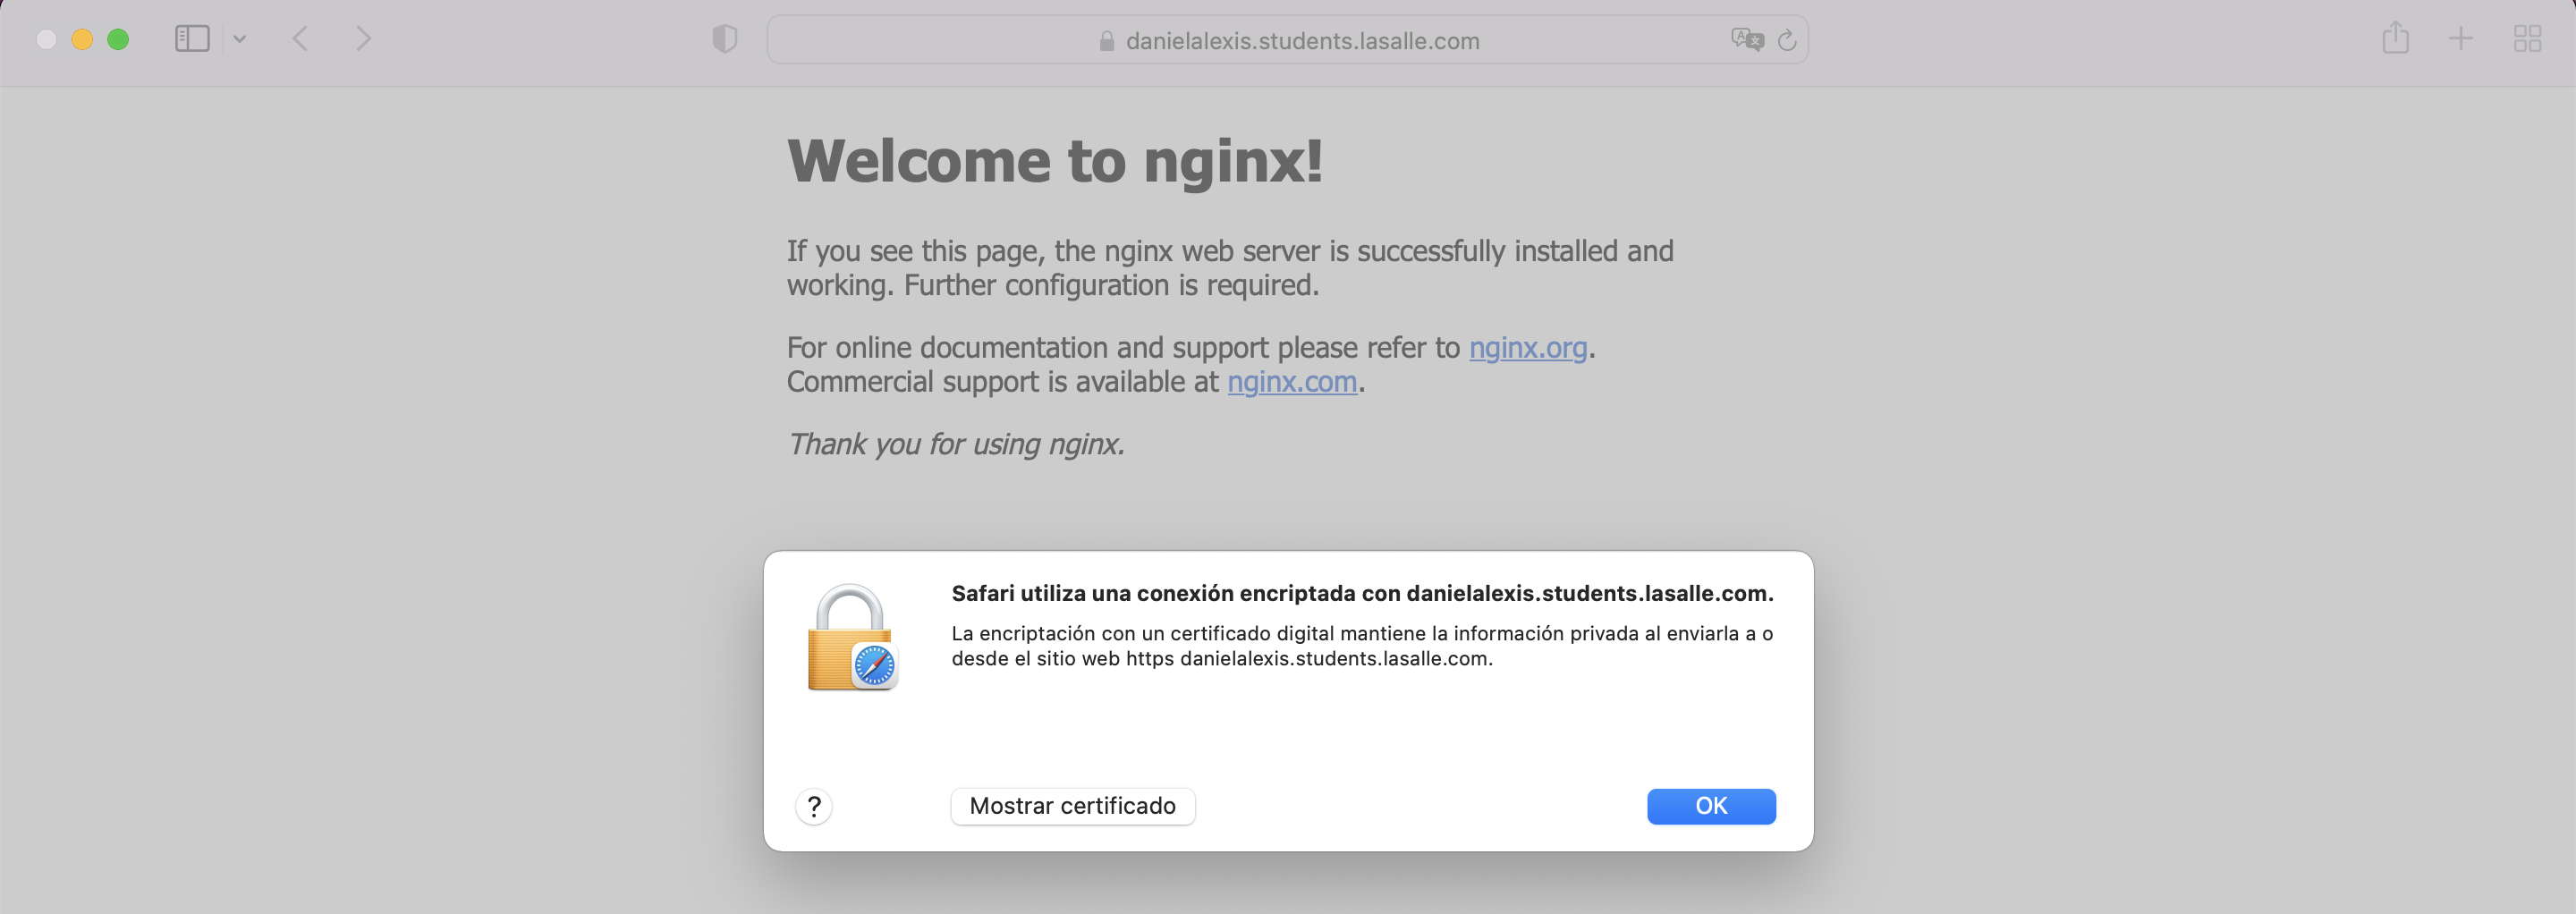 danielalexis.students.lasalle.com
Welcome to nginx!
If you see this page, the nginx web server is successfully installed and
working. Further configuration is required.
For online documentation and support please refer to nginx.org.
Commercial support is available at nginx.com.
Thank you for using nginx.
Safari utiliza una conexión encriptada con danielalexis.students.lasalle.com.
La encriptación con un certificado digital mantiene la información privada al enviarla a o
desde el sitio web https danielalexis.students.lasalle.com.
? Mostrar certificado OK